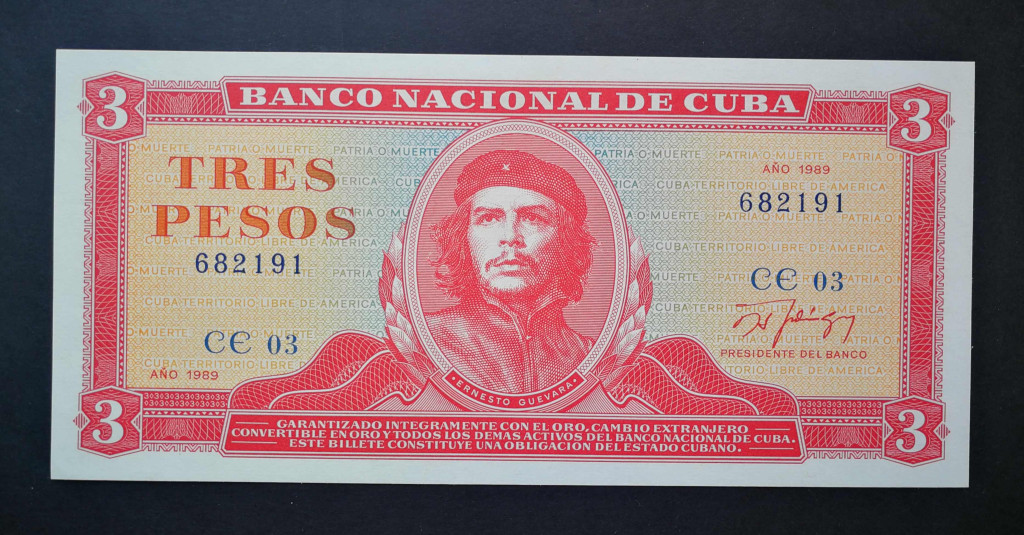 3 BANCO NACIONAL DE CUBA 3
TRES
PESOS
682191
CЄ 03
AÑO 1989
PATRIA O MUERTE
CUBA TERRITORIO LIBRE DE AMERICA
AÑO 1989
682191
CЄ 03
PRESIDENTE DEL BANCO
ERNESTO GUEVARA
3 3
GARANTIZADO INTEGRAMENTE CON EL ORO, CAMBIO EXTRANJERO
CONVERTIBLE EN ORO Y TODOS LOS DEMAS ACTIVOS DEL BANCO NACIONAL DE CUBA.
ESTE BILLETE CONSTITUYE UNA OBLIGACION DEL ESTADO CUBANO.